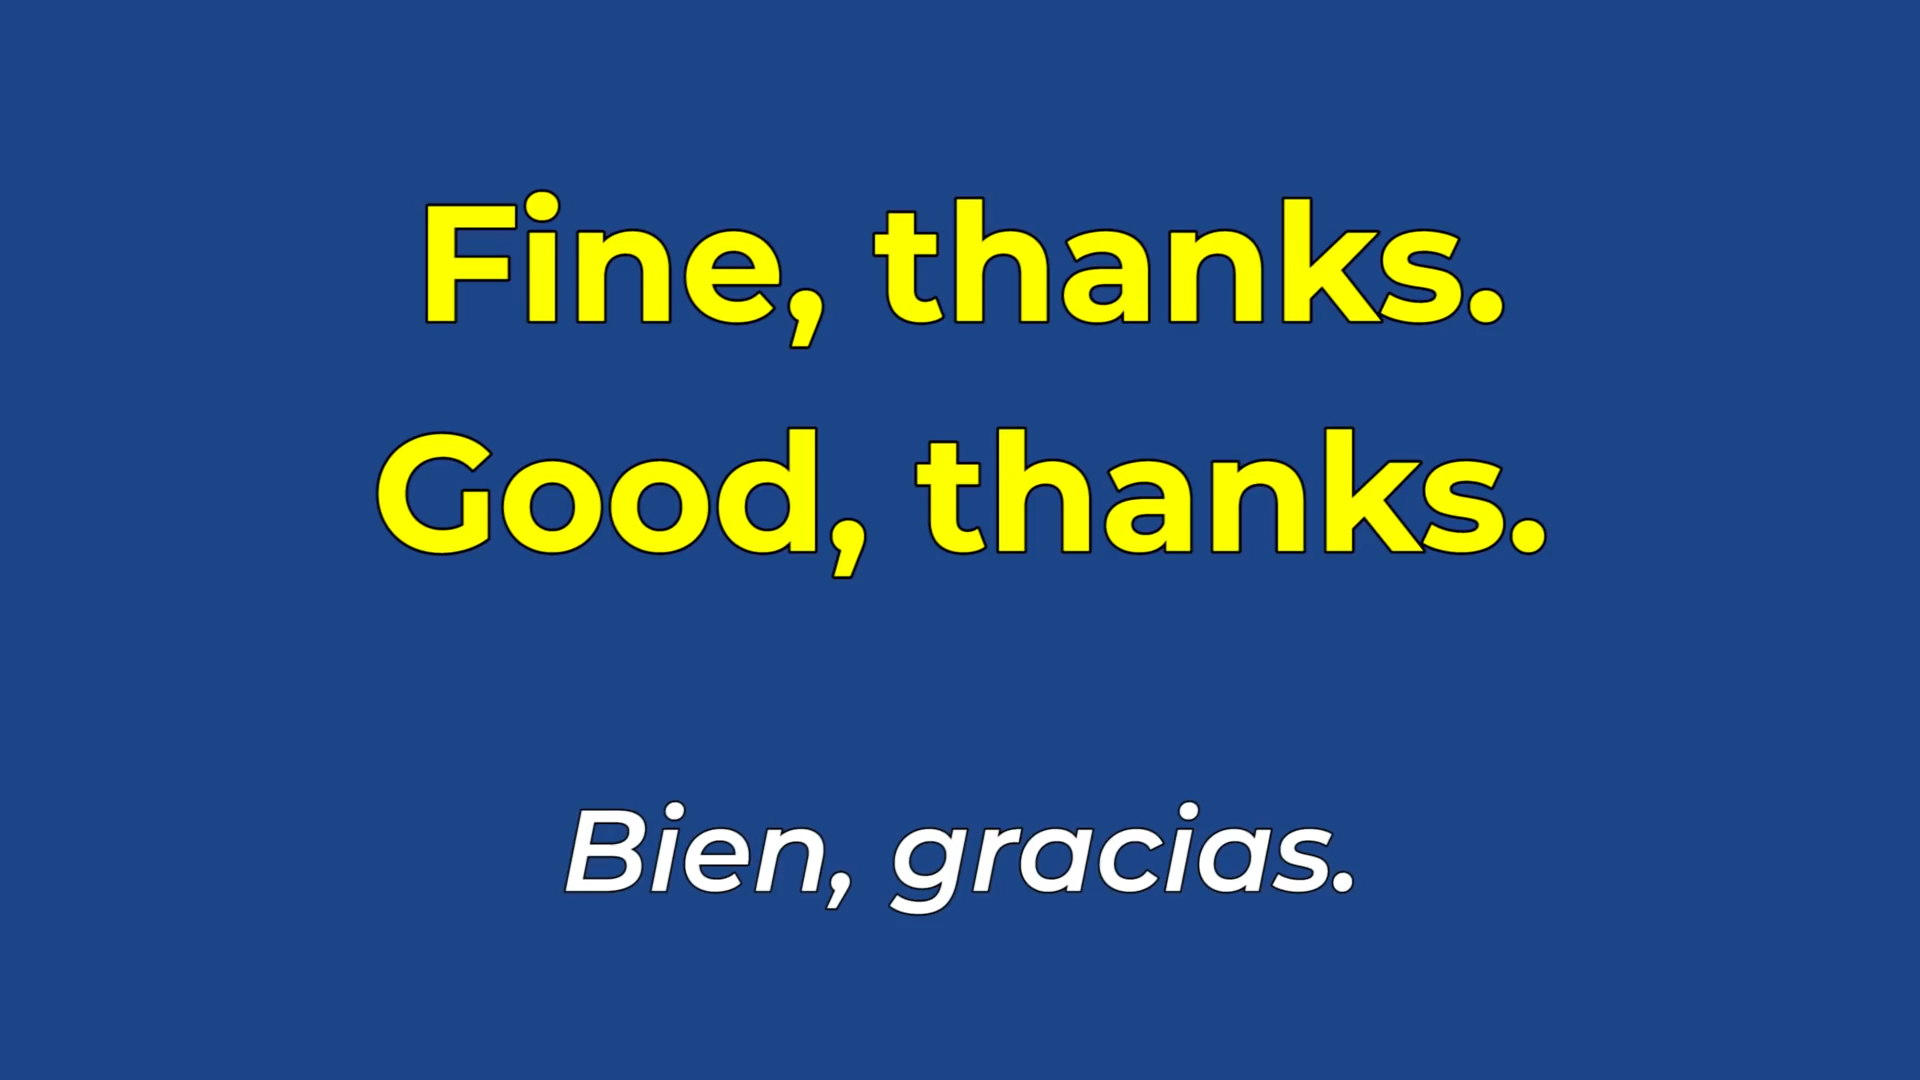 Fine, thanks.
Good, thanks.
Bien, gracias.